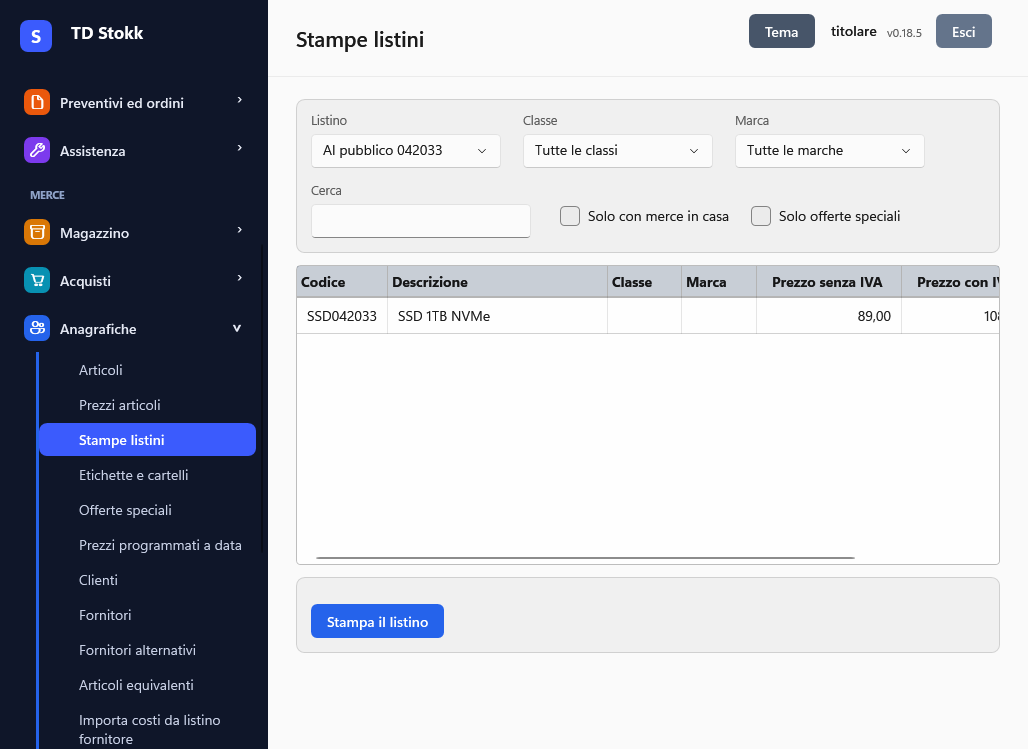 S
TD Stokk
Preventivi ed ordini
Assistenza
MERCE
Magazzino
Acquisti
Anagrafiche
Articoli
Prezzi articoli
Stampe listini
Etichette e cartelli
Offerte speciali
Prezzi programmati a data
Clienti
Fornitori
Fornitori alternativi
Articoli equivalenti
Importa costi da listino
fornitore
Stampe listini
Tema
titolare
v0.18.5
Esci
Listino
Classe
Marca
Al pubblico 042033
Tutte le classi
Tutte le marche
Cerca
Solo con merce in casa
Solo offerte speciali
Codice Descrizione Classe Marca Prezzo senza IVA Prezzo con
SSD042033 SSD 1TB NVMe 89,00
Stampa il listino